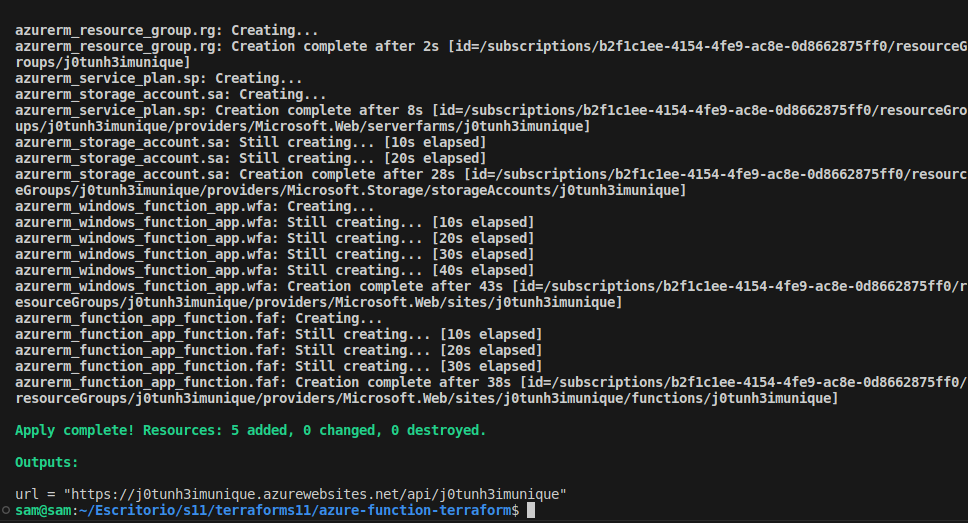 azurerm_resource_group.rg: Creating...
azurerm_resource_group.rg: Creation complete after 2s [id=/subscriptions/b2f1c1ee-4154-4fe9-ac8e-0d8662875ff0/resourceG
roups/j0tunh3imunique]
azurerm_service_plan.sp: Creating...
azurerm_storage_account.sa: Creating...
azurerm_service_plan.sp: Creation complete after 8s [id=/subscriptions/b2f1c1ee-4154-4fe9-ac8e-0d8662875ff0/resourceGro
ups/j0tunh3imunique/providers/Microsoft.Web/serverfarms/j0tunh3imunique]
azurerm_storage_account.sa: Still creating... [10s elapsed]
azurerm_storage_account.sa: Still creating... [20s elapsed]
azurerm_storage_account.sa: Creation complete after 28s [id=/subscriptions/b2f1c1ee-4154-4fe9-ac8e-0d8662875ff0/resourc
eGroups/j0tunh3imunique/providers/Microsoft.Storage/storageAccounts/j0tunh3imunique]
azurerm_windows_function_app.wfa: Creating...
azurerm_windows_function_app.wfa: Still creating... [10s elapsed]
azurerm_windows_function_app.wfa: Still creating... [20s elapsed]
azurerm_windows_function_app.wfa: Still creating... [30s elapsed]
azurerm_windows_function_app.wfa: Still creating... [40s elapsed]
azurerm_windows_function_app.wfa: Creation complete after 43s [id=/subscriptions/b2f1c1ee-4154-4fe9-ac8e-0d8662875ff0/r
esourceGroups/j0tunh3imunique/providers/Microsoft.Web/sites/j0tunh3imunique]
azurerm_function_app_function.faf: Creating...
azurerm_function_app_function.faf: Still creating... [10s elapsed]
azurerm_function_app_function.faf: Still creating... [20s elapsed]
azurerm_function_app_function.faf: Still creating... [30s elapsed]
azurerm_function_app_function.faf: Creation complete after 38s [id=/subscriptions/b2f1c1ee-4154-4fe9-ac8e-0d8662875ff0/
resourceGroups/j0tunh3imunique/providers/Microsoft.Web/sites/j0tunh3imunique/functions/j0tunh3imunique]
Apply complete! Resources: 5 added, 0 changed, 0 destroyed.
Outputs:
url = "https://j0tunh3imunique.azurewebsites.net/api/j0tunh3imunique"
sam@sam:~/Escritorio/s11/terraforms11/azure-function-terraform$